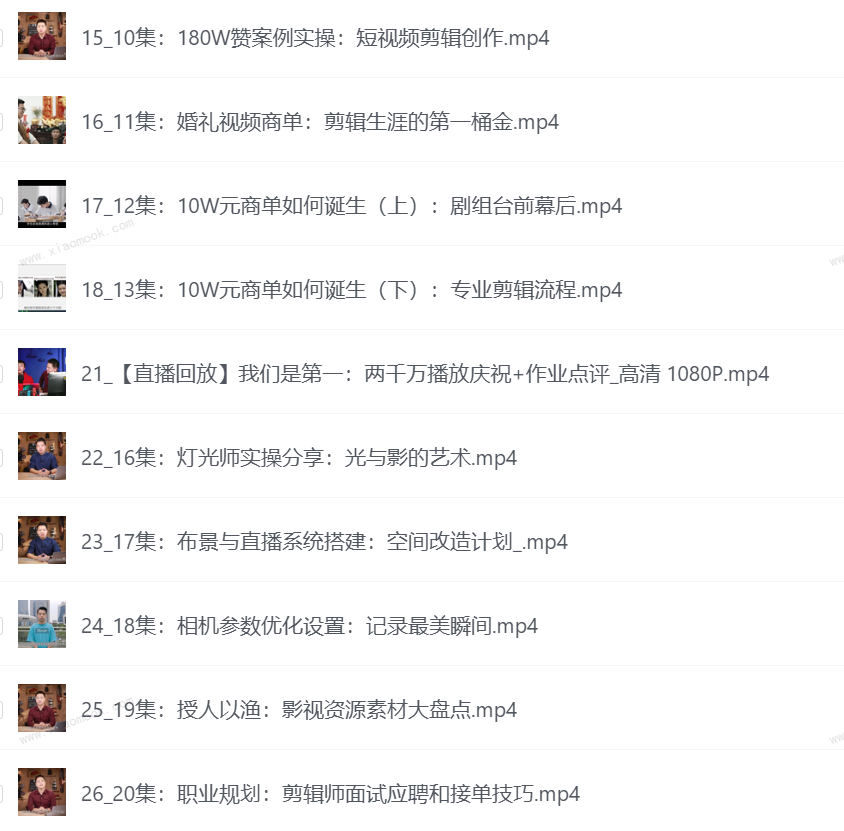 15_10集：180W赞案例实操：短视频剪辑创作.mp4
16_11集：婚礼视频商单：剪辑生涯的第一桶金.mp4
17_12集：10W元商单如何诞生（上）：剧组台前幕后.mp4
www.xiaomook.com
18_13集：10W元商单如何诞生（下）：专业剪辑流程.mp4
21_【直播回放】我们是第一：两千万播放庆祝+作业点评_高清 1080P.mp4
22_16集：灯光师实操分享：光与影的艺术.mp4
23_17集：布景与直播系统搭建：空间改造计划_.mp4
24_18集：相机参数优化设置：记录最美瞬间.mp4
25_19集：授人以渔：影视资源素材大盘点.mp4
26_20集：职业规划：剪辑师面试应聘和接单技巧.mp4